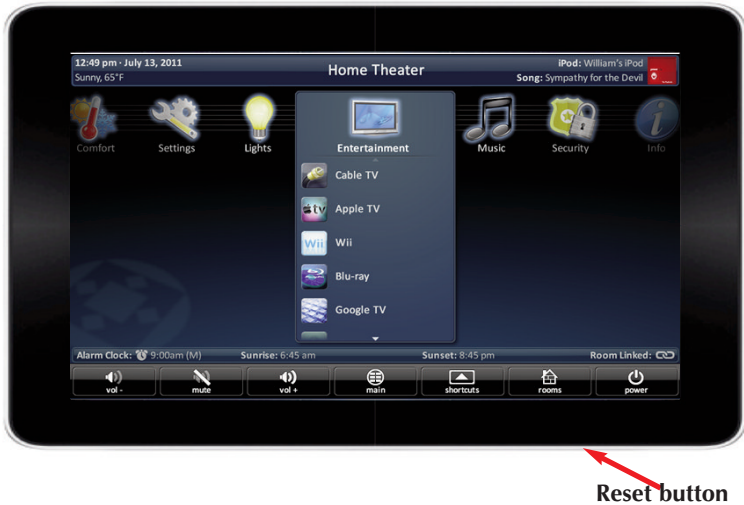 12:49 pm · July 13, 2011
Sunny, 65°F
Home Theater
iPod: William's iPod
Song: Sympathy for the Devil
Comfort
Settings
Lights
Entertainment
Music
Security
Info
Cable TV
Apple TV
Wii
Blu-ray
Google TV
Alarm Clock: 9:00am (M)
Sunrise: 6:45 am
Sunset: 8:45 pm
Room Linked:
vol -
mute
vol +
main
shortcuts
rooms
power
Reset button